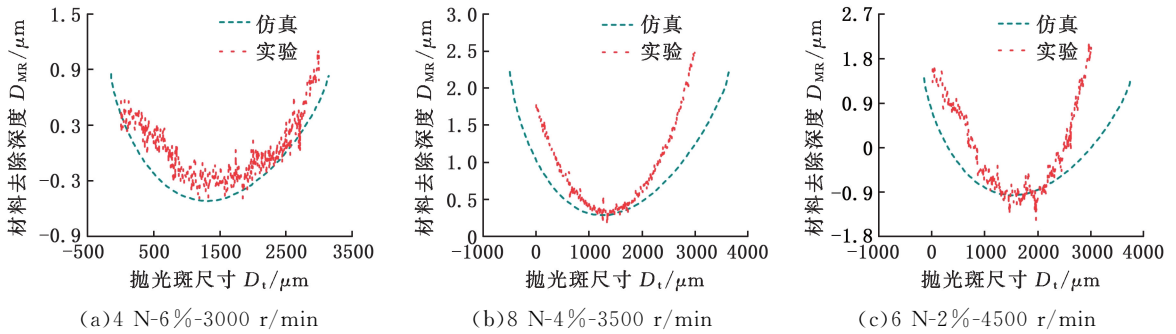 材料去除深度 D_MR/μm
1.5
0.9
0.3
−0.3
−0.9
仿真
实验
−500 500 1500 2500 3500
抛光斑尺寸 D_t/μm
(a)4 N-6%-3000 r/min
材料去除深度 D_MR/μm
3.0
2.5
2.0
1.5
1.0
0.5
0
仿真
实验
−1000 0 1000 2000 3000 4000
抛光斑尺寸 D_t/μm
(b)8 N-4%-3500 r/min
材料去除深度 D_MR/μm
2.7
1.8
0.9
0
−0.9
−1.8
仿真
实验
−1000 0 1000 2000 3000 4000
抛光斑尺寸 D_t/μm
(c)6 N-2%-4500 r/min